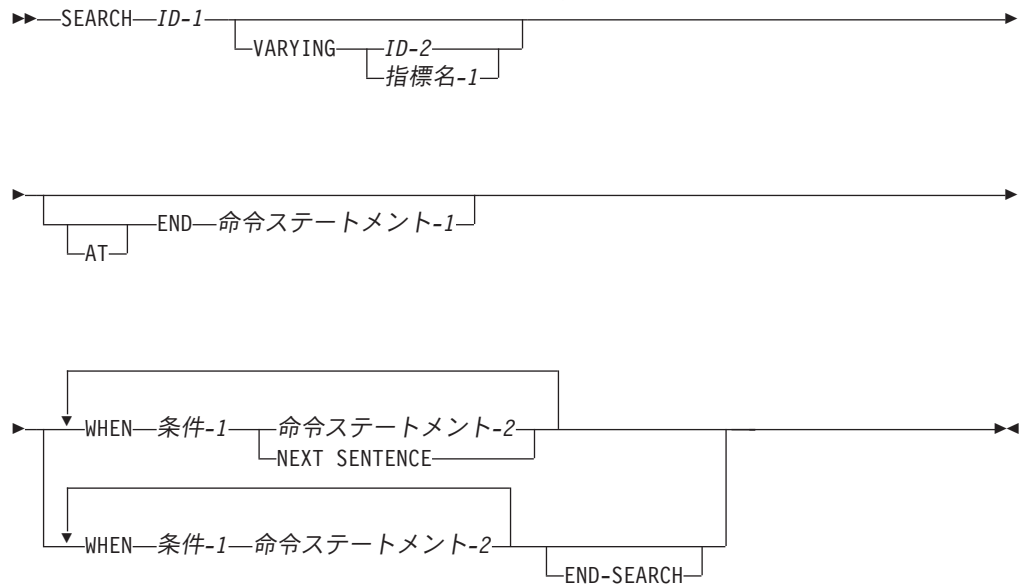 SEARCH ID-1
VARYING ID-2
指標名-1
END 命令ステートメント-1
AT
WHEN 条件-1 命令ステートメント-2
NEXT SENTENCE
WHEN 条件-1 命令ステートメント-2
END-SEARCH